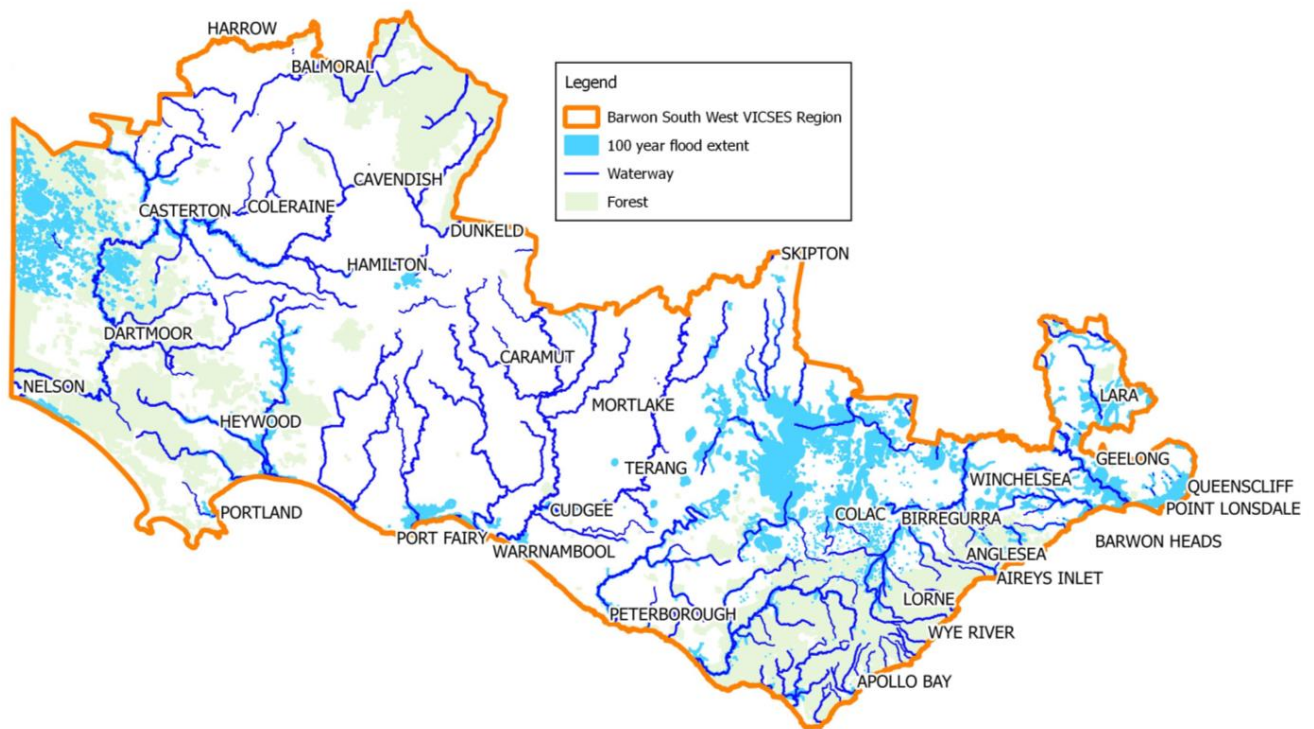 HARROW
BALMORAL
Legend
Barwon South West VICSES Region
100 year flood extent
Waterway
Forest
CAVENDISH
COLERAINE
CASTERTON
DUNKELD
SKIPTON
HAMILTON
DARTMOOR
CARAMUT
NELSON
MORTLAKE
LARA
HEYWOOD
GEELONG
TERANG
WINCHELSEA
QUEENSCLIFF
POINT LONSDALE
PORTLAND
CUDGEE
COLAC
BIRREGURRA
PORT FAIRY
WARRNAMBOOL
BARWON HEADS
ANGLESEA
AIREYS INLET
LORNE
PETERBOROUGH
WYE RIVER
APOLLO BAY